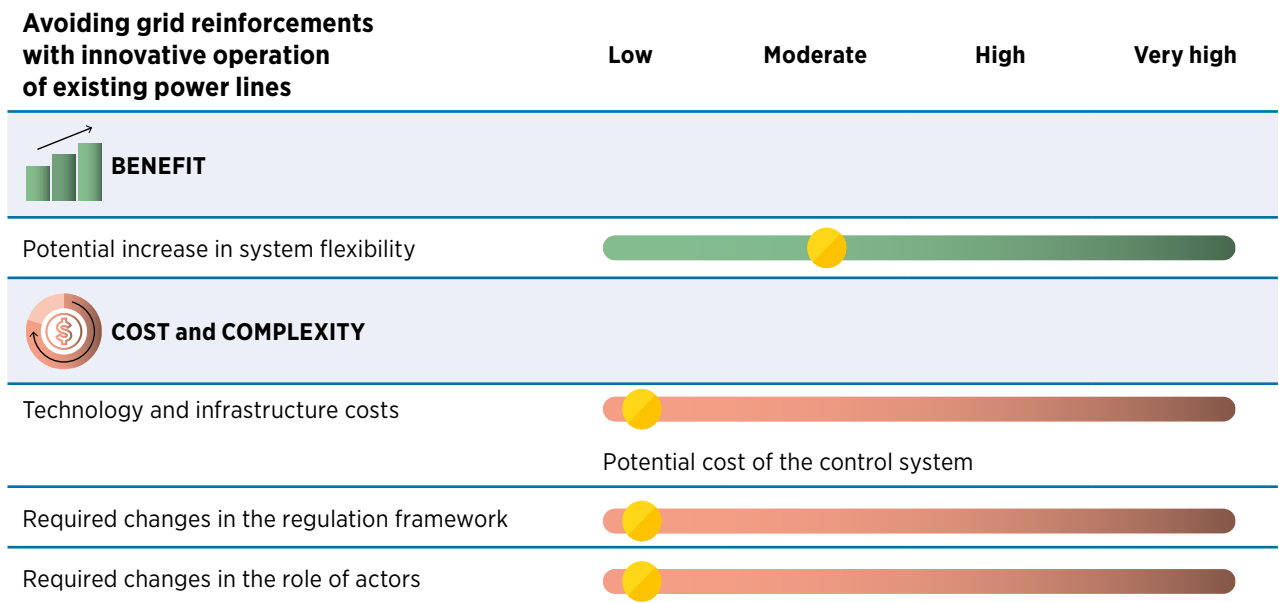 Avoiding grid reinforcements
with innovative operation
of existing power lines
Low Moderate High Very high
BENEFIT
Potential increase in system flexibility
$
COST and COMPLEXITY
Technology and infrastructure costs
Potential cost of the control system
Required changes in the regulation framework
Required changes in the role of actors